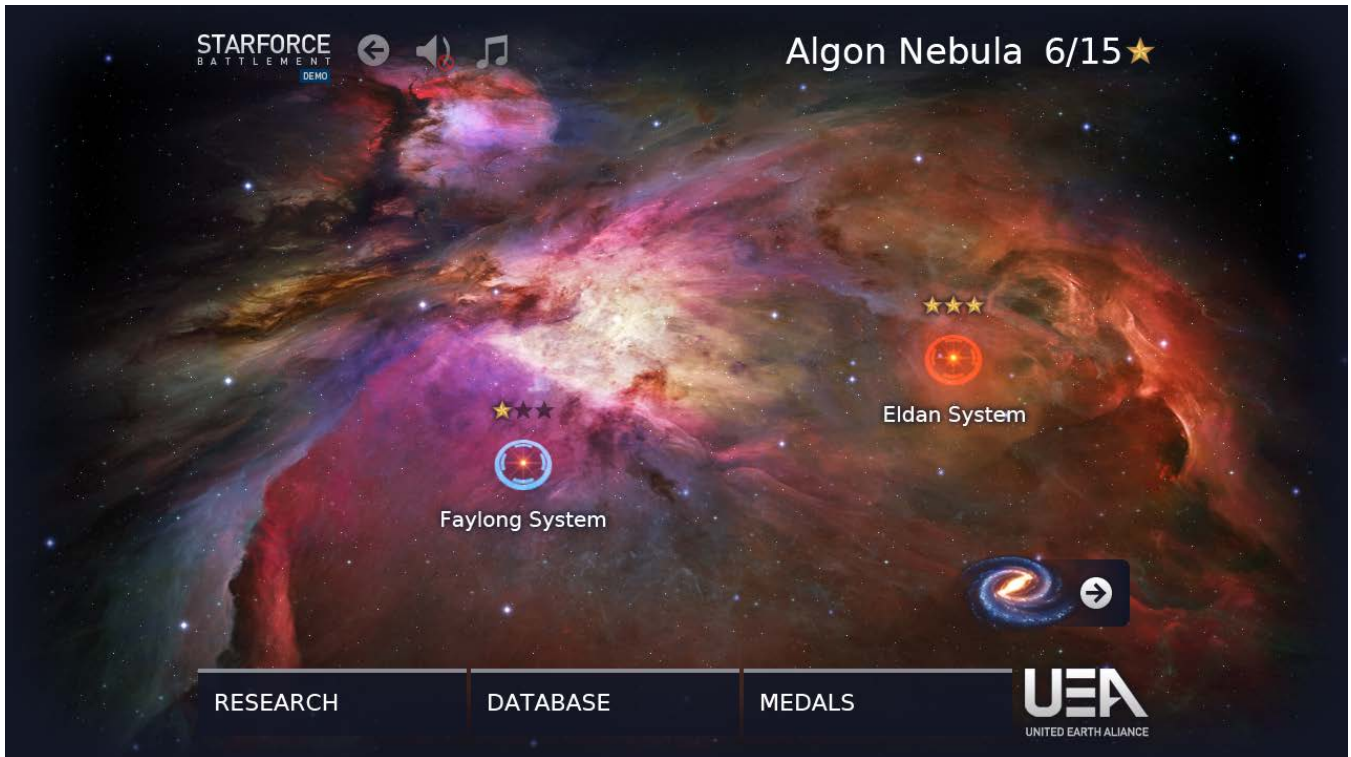 STARFORCE
BATTLEMENT
DEMO
Algon Nebula 6/15
Eldan System
Faylong System
RESEARCH
DATABASE
MEDALS
UEA
UNITED EARTH ALIANCE